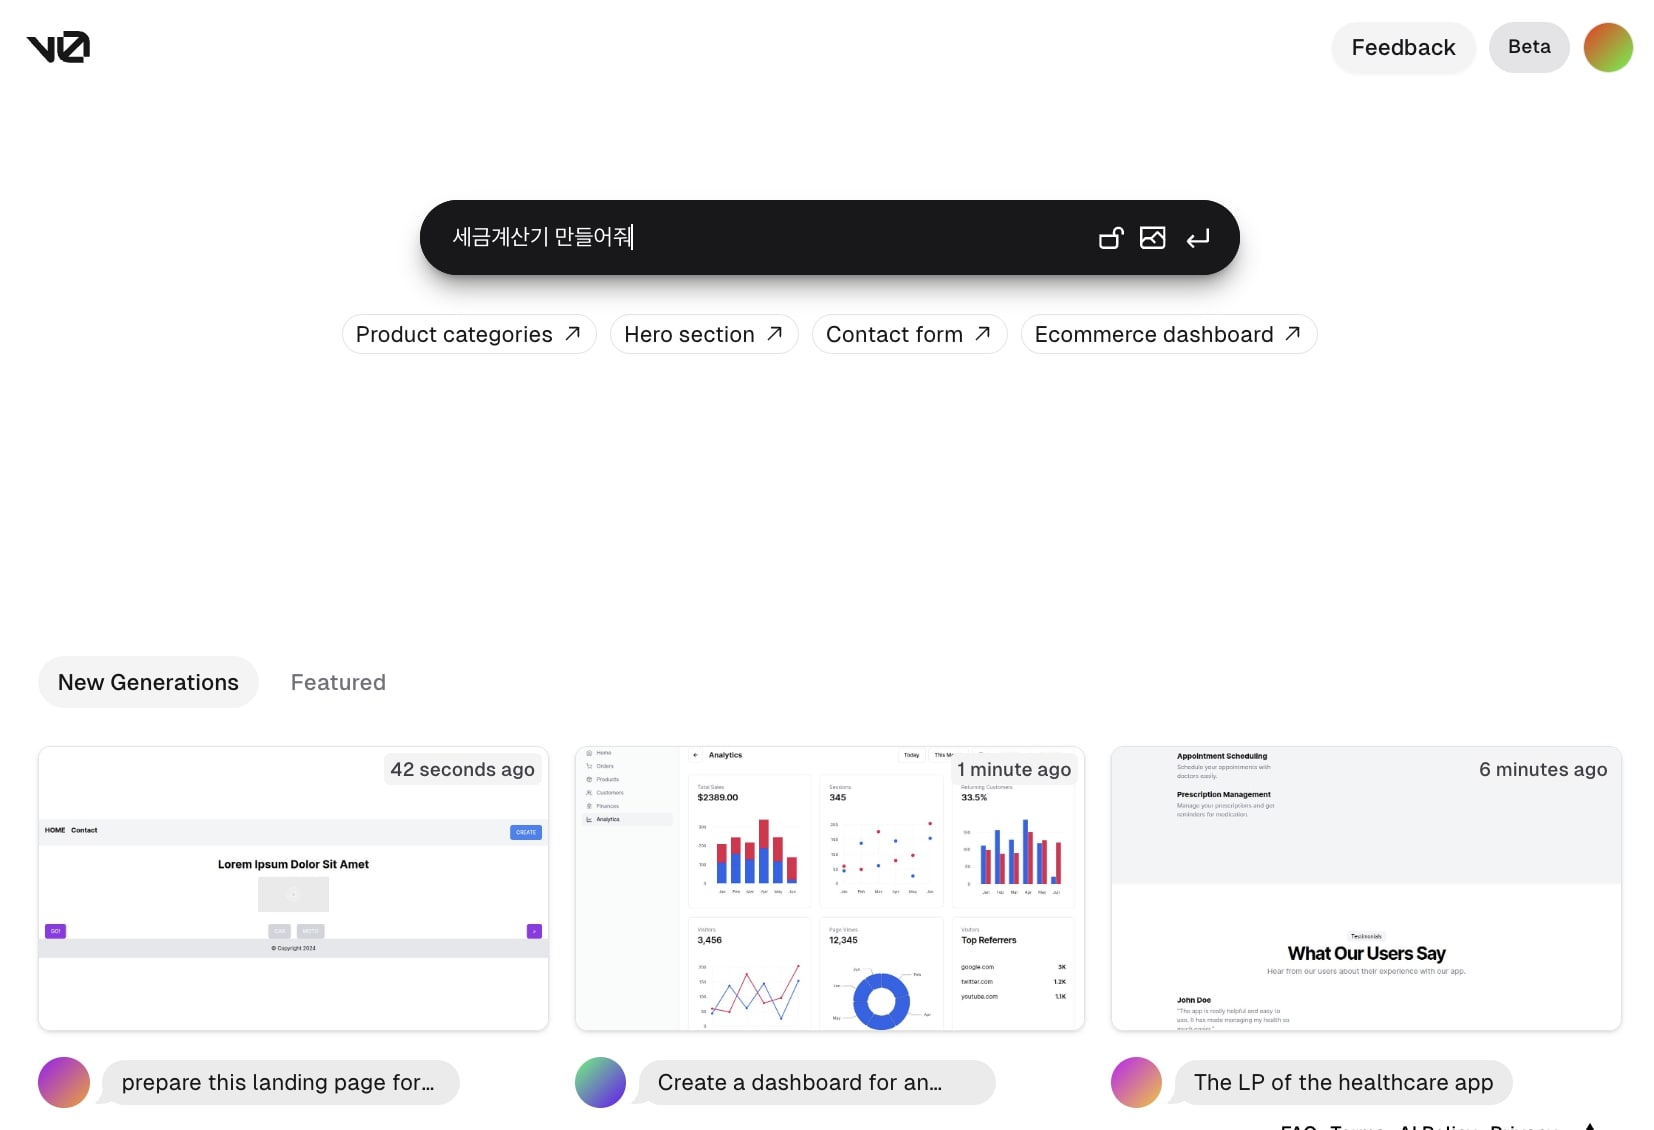 v0
Feedback
Beta
세금계산기 만들어줘
Product categories
Hero section
Contact form
Ecommerce dashboard
New Generations
Featured
42 seconds ago
HOME Contact
CREATE
Lorem Ipsum Dolor Sit Amet
GO!
© Copyright 2024
1 minute ago
Home
Orders
Products
Customers
Finances
Analytics
Analytics
Today
Total Sales
$2389.00
Sessions
345
Returning Customers
33.5%
Visitors
3,456
Page Views
12,345
Visitors
Top Referrers
google.com 3K
twitter.com 1.2K
youtube.com 1.1K
6 minutes ago
Appointment Scheduling
Schedule your appointments with
doctors easily.
Prescription Management
Manage your prescriptions and get
reminders for medication.
Testimonials
What Our Users Say
Hear from our users about their experience with our app.
John Doe
"The app is really helpful and easy to
use. It has made managing my health so
much easier."
prepare this landing page for...
Create a dashboard for an...
The LP of the healthcare app
FAQ Terms AI Policy Privacy